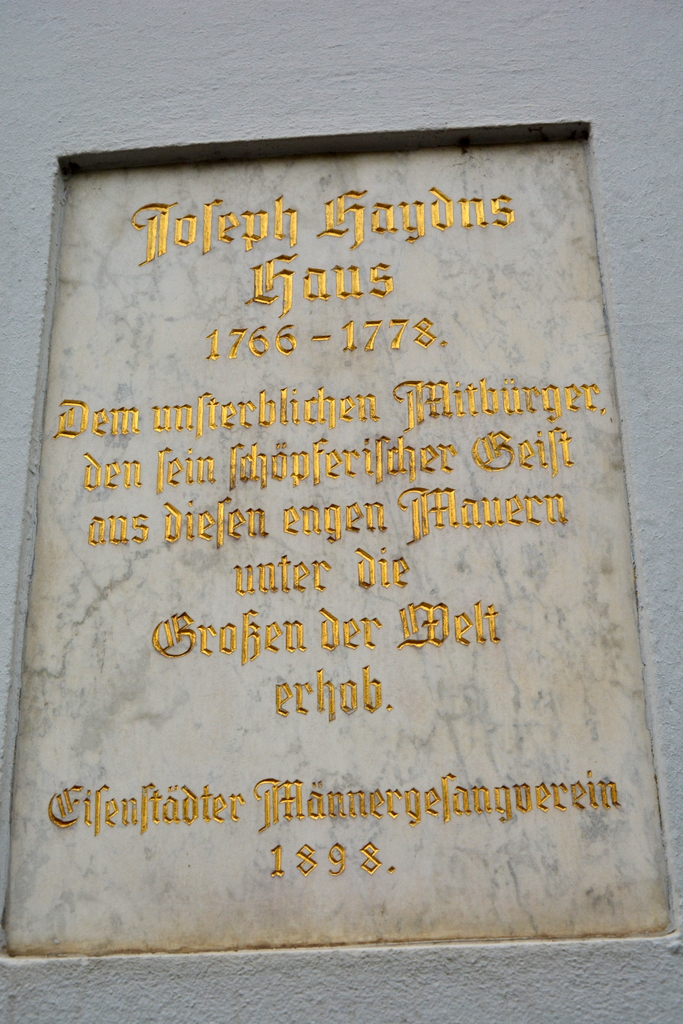 Joseph Haydns
Haus
1766 – 1778.
Dem unsterblichen Mitbürger,
den sein schöpferischer Geist
aus diesen engen Mauern
unter die
Großen der Welt
erhob.
Eisenstädter Männergesangverein
1898.